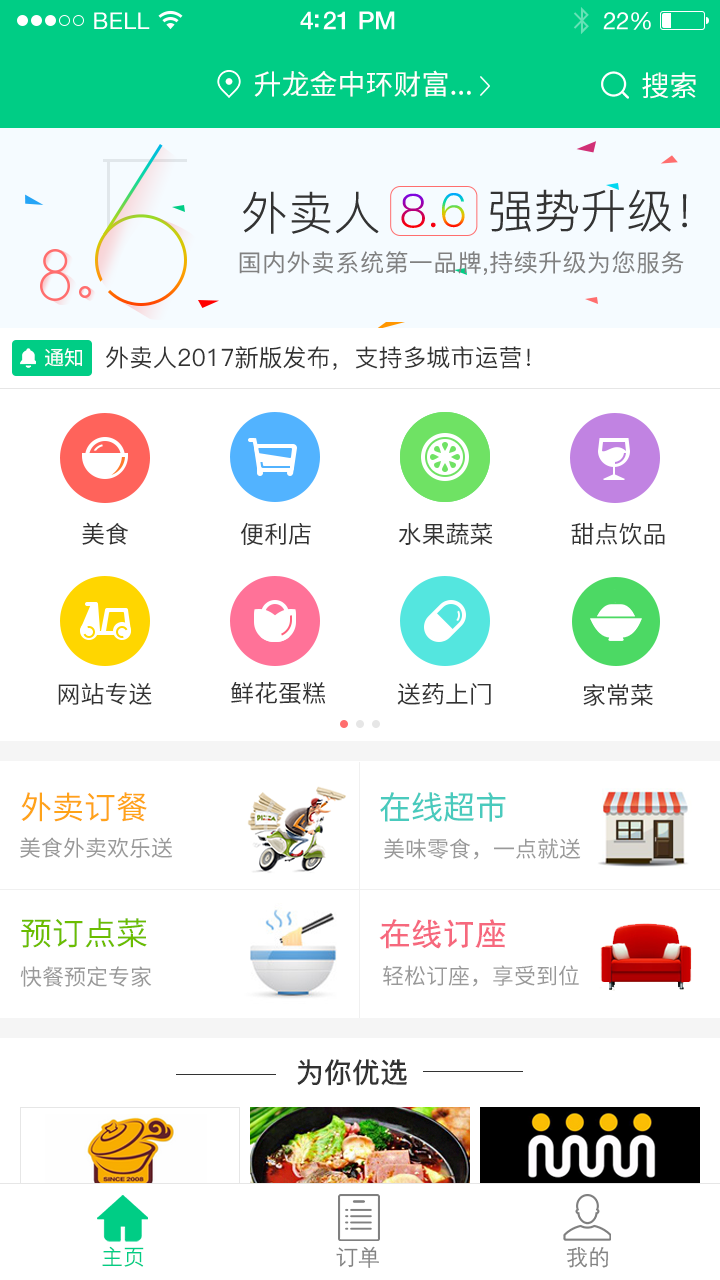 BELL 4:21 PM 22%
升龙金中环财富... 搜索
8.6
外卖人 8.6 强势升级!
国内外卖系统第一品牌,持续升级为您服务
通知 外卖人2017新版发布，支持多城市运营!
美食 便利店 水果蔬菜 甜点饮品
网站专送 鲜花蛋糕 送药上门 家常菜
外卖订餐
美食外卖欢乐送
PIZZA
在线超市
美味零食，一点就送
预订点菜
快餐预定专家
在线订座
轻松订座，享受到位
为你优选
SINCE 2008
主页 订单 我的